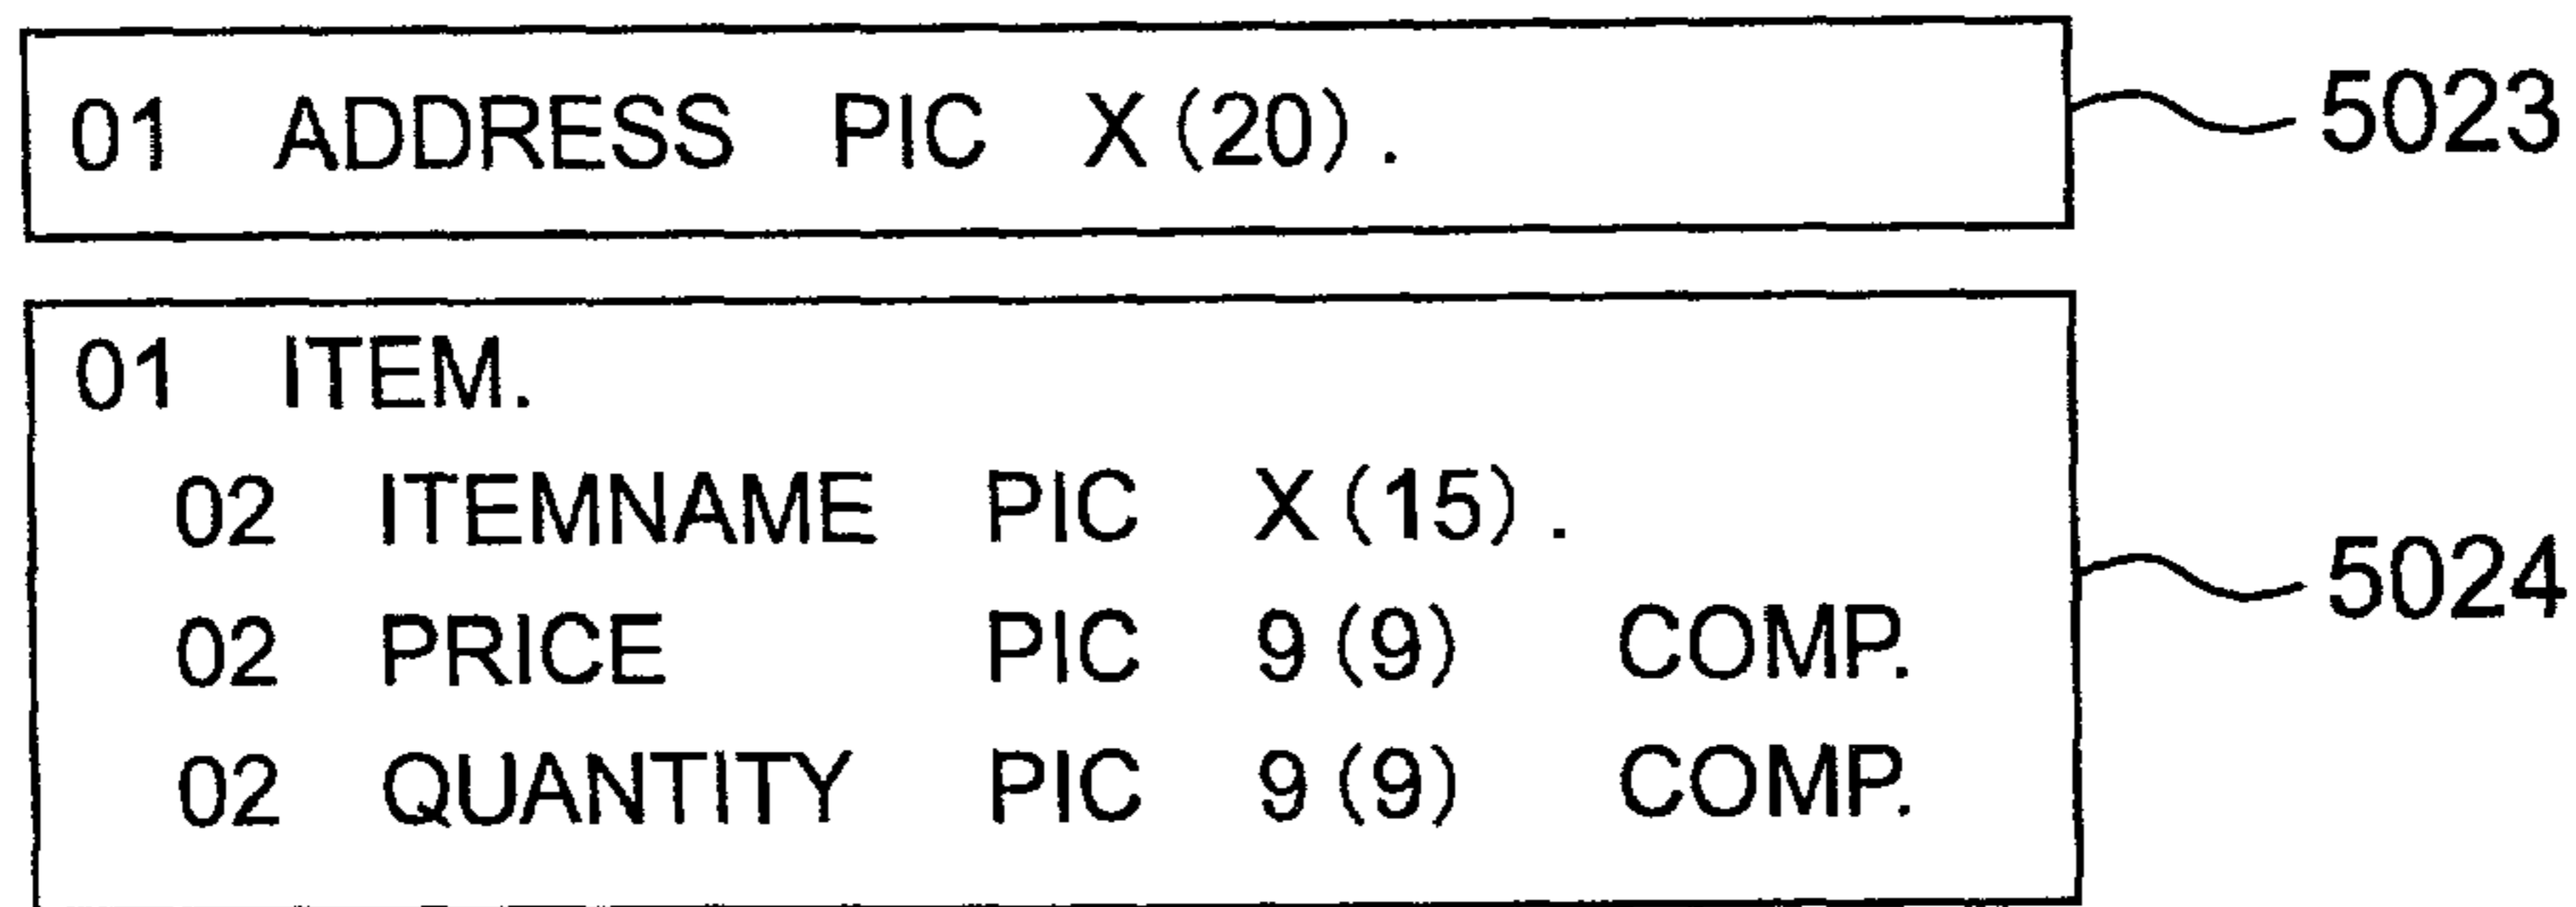 01 ADDRESS PIC X(20).
5023
01 ITEM.
02 ITEMNAME PIC X(15).
02 PRICE PIC 9(9) COMP.
02 QUANTITY PIC 9(9) COMP.
5024